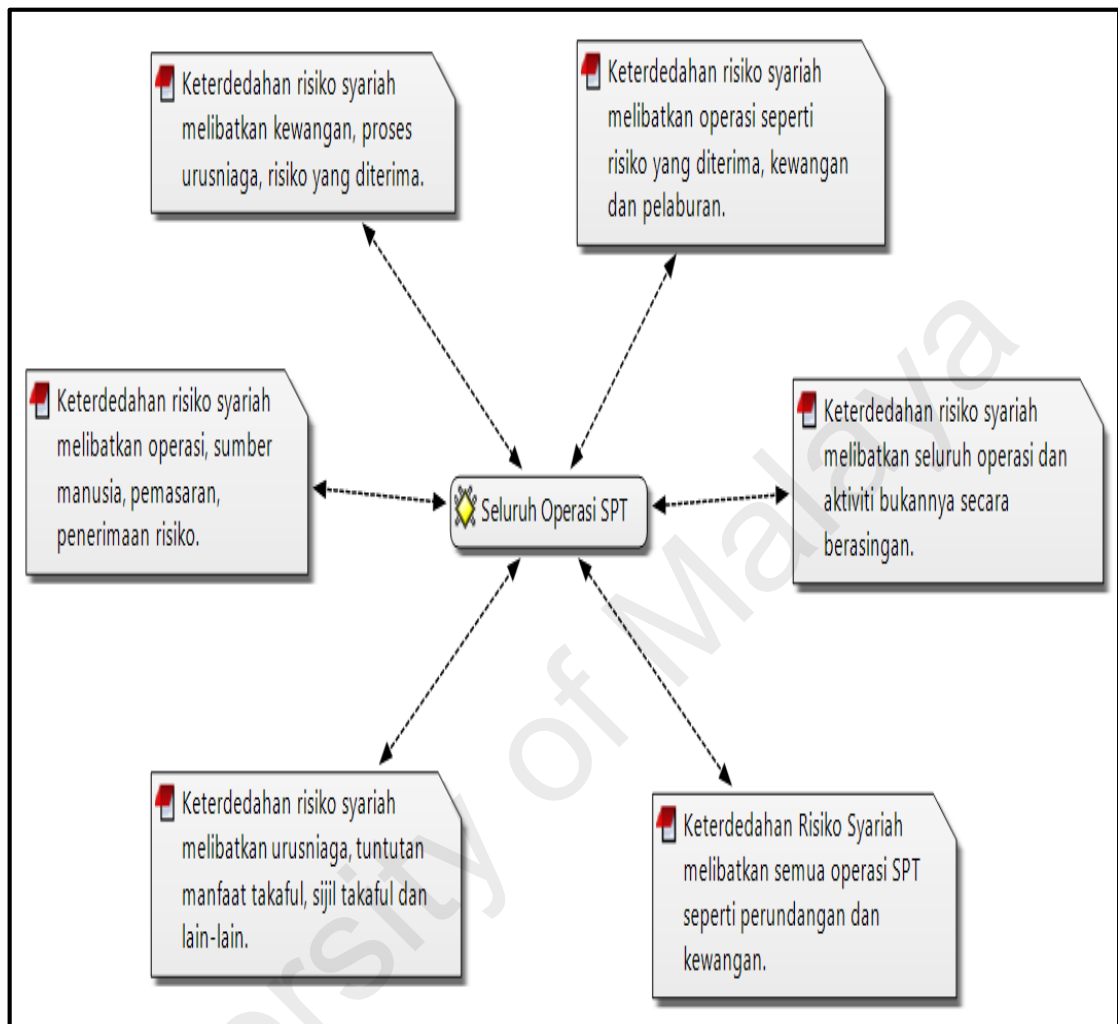 Keterdedahan risiko syariah
melibatkan kewangan, proses
urusniaga, risiko yang diterima.
Keterdedahan risiko syariah
melibatkan operasi seperti
risiko yang diterima, kewangan
dan pelaburan.
Keterdedahan risiko syariah
melibatkan operasi, sumber
manusia, pemasaran,
penerimaan risiko.
Seluruh Operasi SPT
Keterdedahan risiko syariah
melibatkan seluruh operasi dan
aktiviti bukannya secara
berasingan.
Keterdedahan risiko syariah
melibatkan urusniaga, tuntutan
manfaat takaful, sijil takaful dan
lain-lain.
Keterdedahan Risiko Syariah
melibatkan semua operasi SPT
seperti perundangan dan
kewangan.
ersity of Malaya